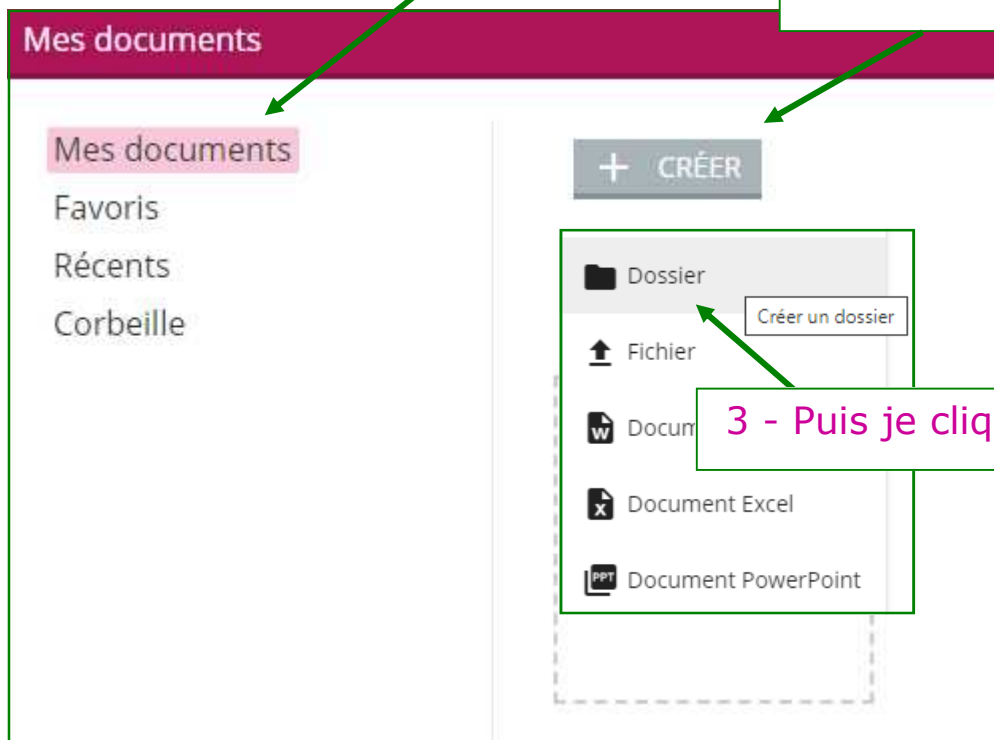 Mes documents
Mes documents
Favoris
Récents
Corbeille
+ CRÉER
Dossier
Créer un dossier
Fichier
3 - Puis je
W
X
Document Excel
PPT
Document PowerPoint